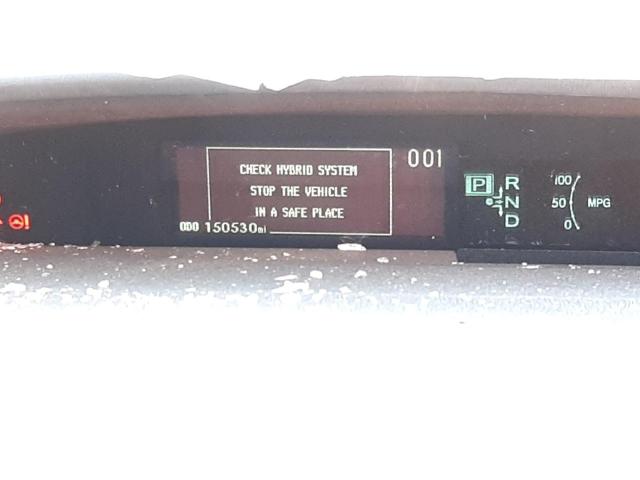 001
CHECK HYBRID SYSTEM
STOP THE VEHICLE
IN A SAFE PLACE
ODO 150530mi
P R
N
D
100
50 MPG
0
!